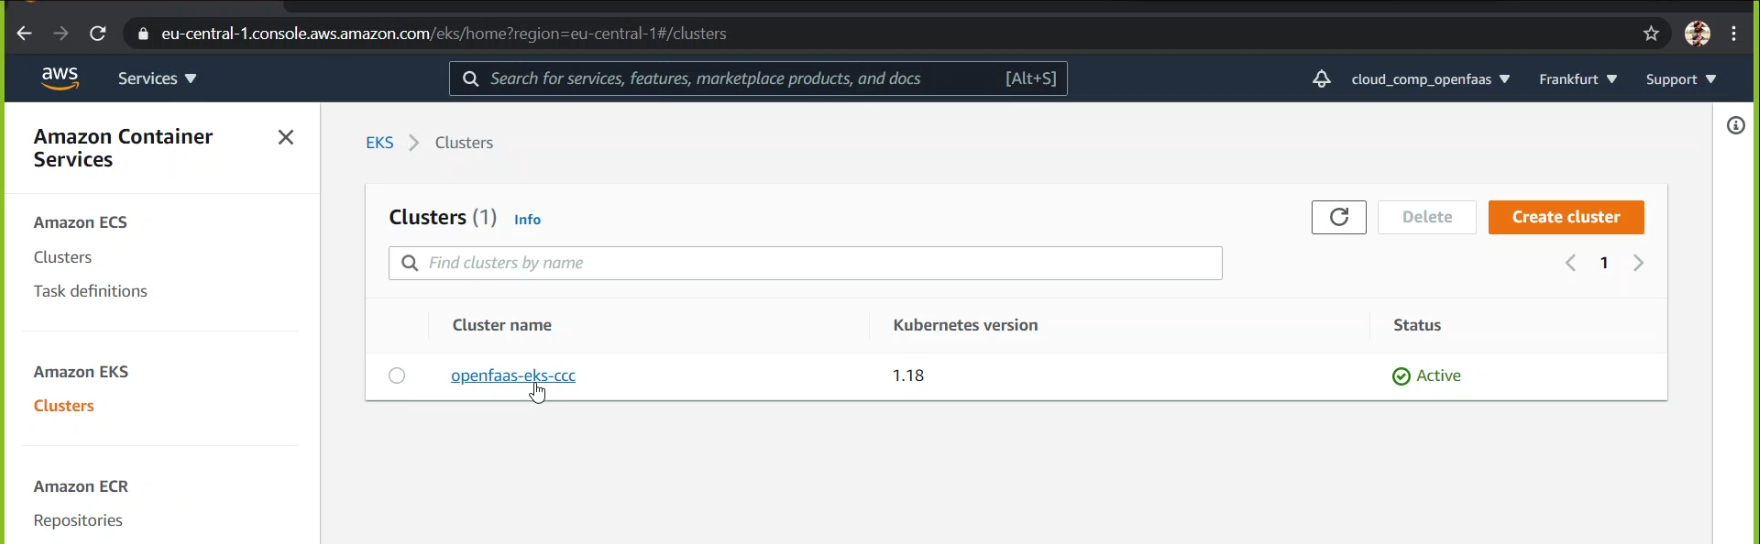 eu-central-1.console.aws.amazon.com/eks/home?region=eu-central-1#/clusters
aws Services Search for services, features, marketplace products, and docs [Alt+S] cloud_comp_openfaas Frankfurt Support
Amazon Container
Services
Amazon ECS
Clusters
Task definitions
Amazon EKS
Clusters
Amazon ECR
Repositories
EKS Clusters
Clusters (1) Info Delete Create cluster
Find clusters by name 1
Cluster name Kubernetes version Status
openfaas-eks-ccc 1.18 Active